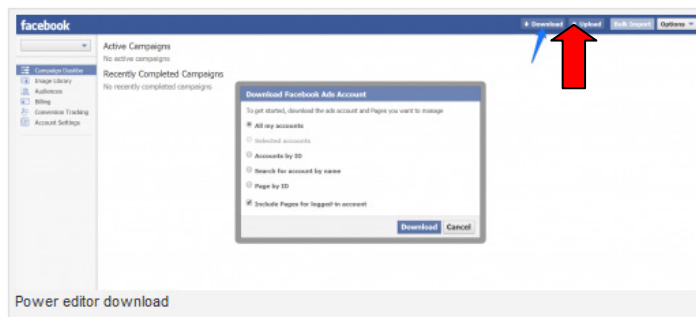 facebook
Download
Upload
Bulk Import
Options
Active Campaigns
No active campaigns
Recently Completed Campaigns
No recently completed campaigns
Campaign Dashbo
Image Library
Audiences
Billing
Conversion Tracking
Account Settings
Download Facebook Ads Account
To get started, download the ads account and Pages you want to manage
All my accounts
Selected accounts
Accounts by ID
Search for account by name
Page by ID
Include Pages for logged-in account
Download Cancel
Power editor download